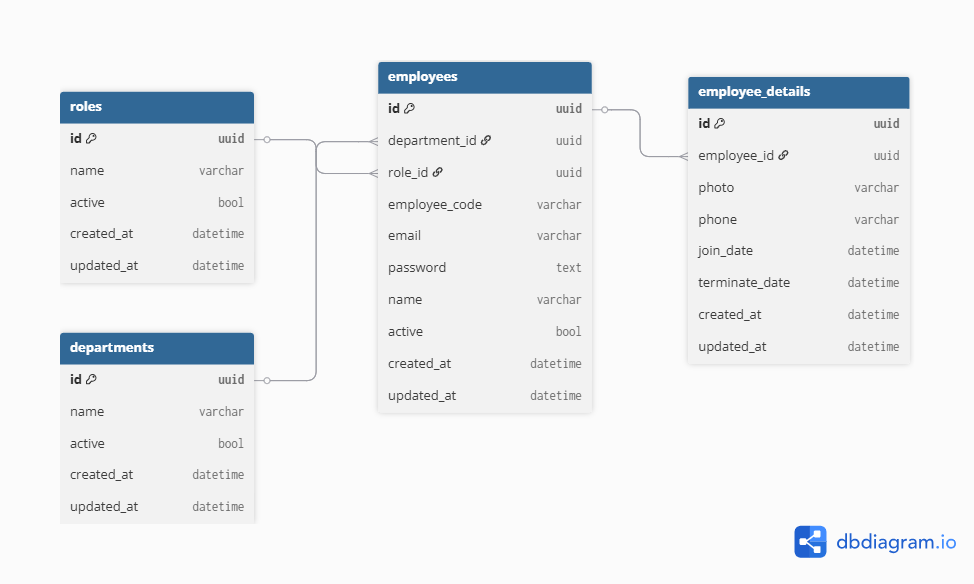 roles
id uuid
name varchar
active bool
created_at datetime
updated_at datetime
departments
id uuid
name varchar
active bool
created_at datetime
updated_at datetime
employees
id uuid
department_id uuid
role_id uuid
employee_code varchar
email varchar
password text
name varchar
active bool
created_at datetime
updated_at datetime
employee_details
id uuid
employee_id uuid
photo varchar
phone varchar
join_date datetime
terminate_date datetime
created_at datetime
updated_at datetime
dbdiagram.io